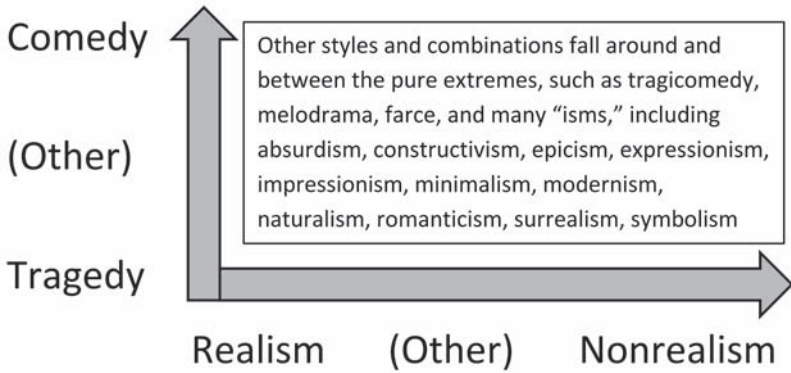 Comedy
(Other)
Tragedy
Other styles and combinations fall around and
between the pure extremes, such as tragicomedy,
melodrama, farce, and many “isms,” including
absurdism, constructivism, epicism, expressionism,
impressionism, minimalism, modernism,
naturalism, romanticism, surrealism, symbolism
Realism (Other) Nonrealism